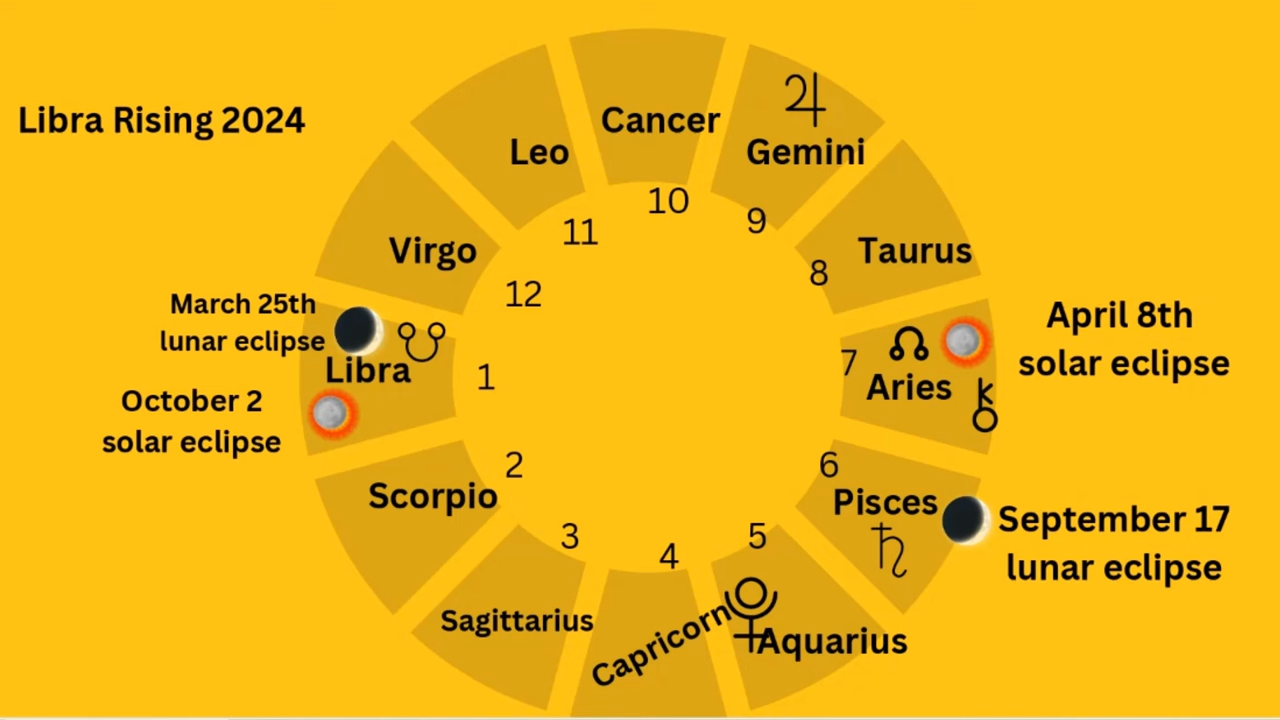 Libra Rising 2024
Cancer
Leo
Gemini
10
9
11
Virgo
Taurus
8
12
March 25th
lunar eclipse
Libra
1
October 2
solar eclipse
7
Aries
April 8th
solar eclipse
2
Scorpio
6
Pisces
September 17
lunar eclipse
3
4
5
Sagittarius
Capricorn
Aquarius